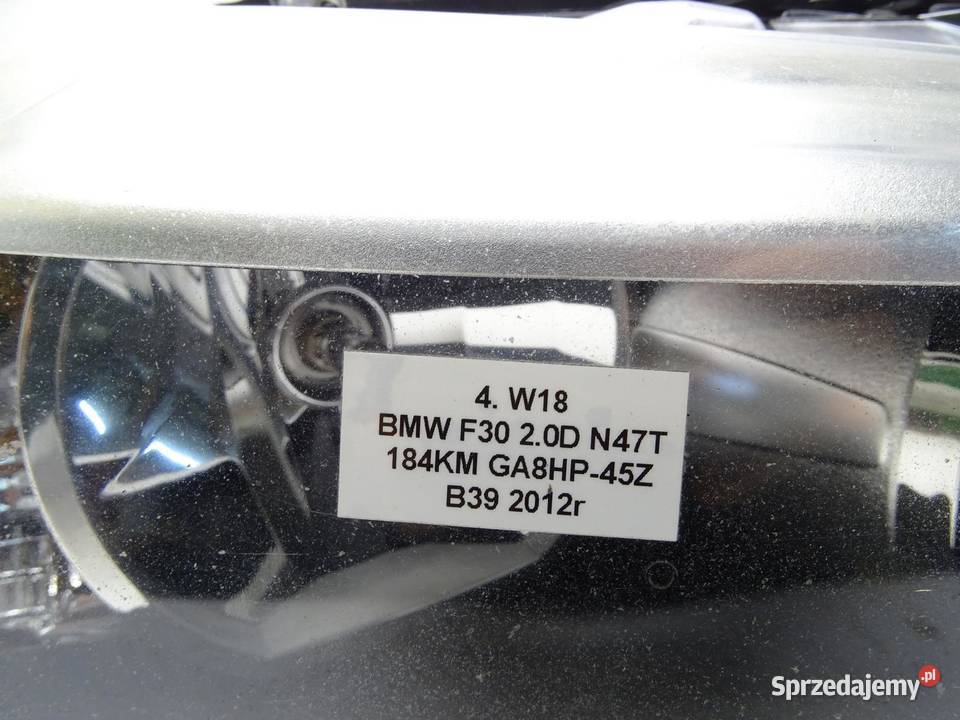 4. W18
BMW F30 2.0D N47T
184KM GA8HP-45Z
B39 2012r
Sprzedajemy.pl